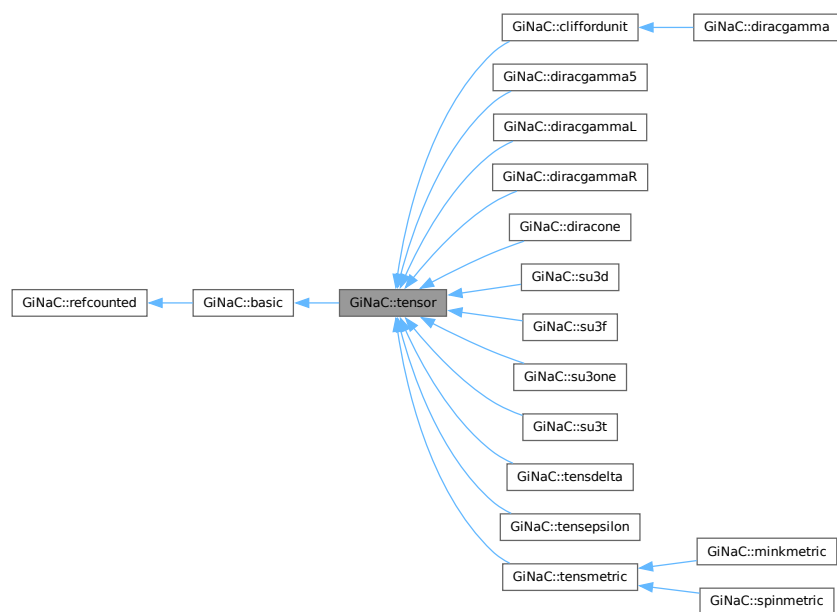 GiNaC::cliffordunit
GiNaC::diracgamma
GiNaC::diracgamma5
GiNaC::diracgammaL
GiNaC::diracgammaR
GiNaC::diracone
GiNaC::su3d
GiNaC::refcounted
GiNaC::basic
GiNaC::tensor
GiNaC::su3f
GiNaC::su3one
GiNaC::su3t
GiNaC::tensdelta
GiNaC::tensepsilon
GiNaC::minkmetric
GiNaC::tensmetric
GiNaC::spinmetric